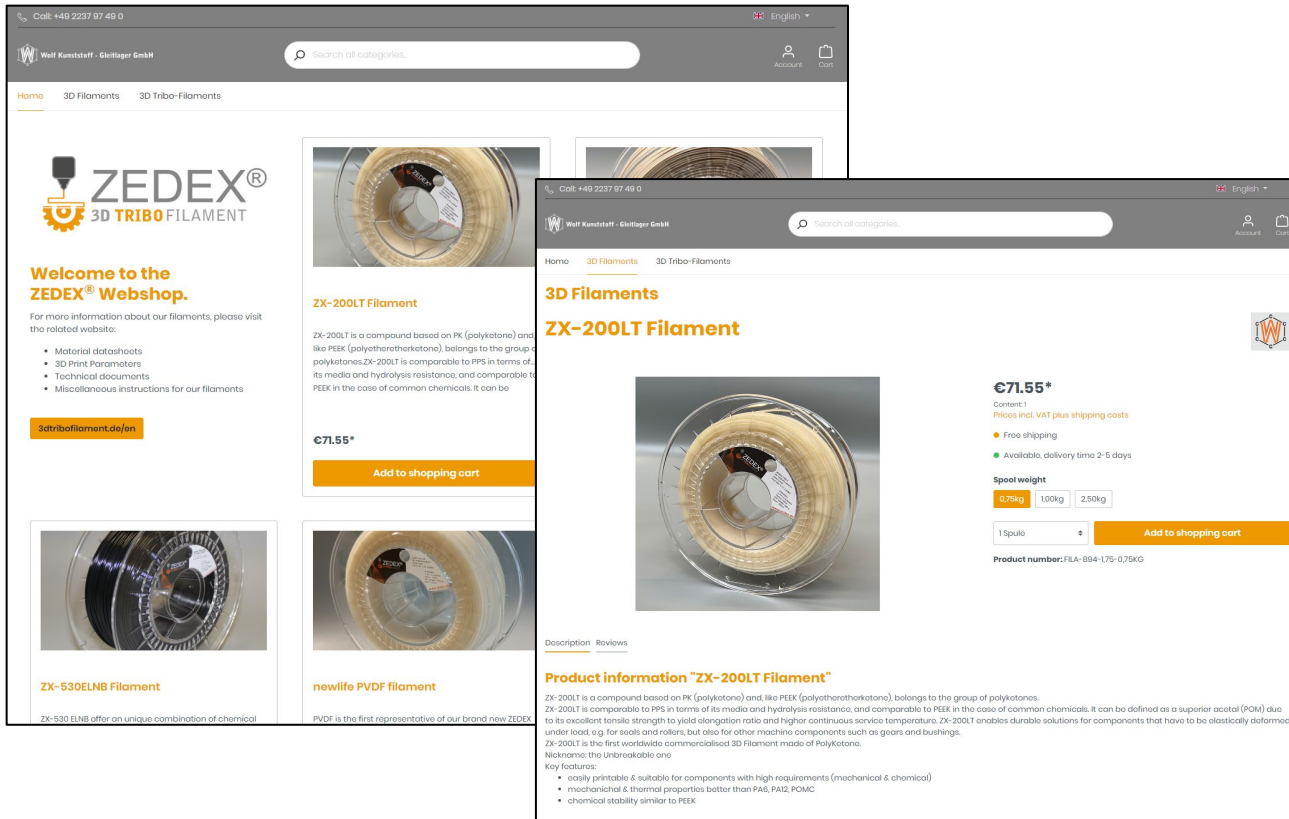 Call: +49 2237 97 49 0
English
Wolf Kunststoff - Gleitlager GmbH
Search all categories...
Account
Cart
Home
3D Filaments
3D Tribo-Filaments
ZEDEX®
3D TRIBO FILAMENT
Welcome to the
ZEDEX® Webshop.
For more information about our filaments, please visit
the related website:
Material datasheets
3D Print Parameters
Technical documents
Miscellaneous instructions for our filaments
3dtribofilament.de/en
ZEDEX
ZX-200LT Filament
ZX-200LT is a compound based on PK (polyketone) and,
like PEEK (polyetheretherketone), belongs to the group
polyketones.ZX-200LT is comparable to PPS in terms of...
its media and hydrolysis resistance, and comparable to
PEEK in the case of common chemicals. It can be
€71.55*
Add to shopping cart
ZEDEX
ZX-530ELNB Filament
ZX-530 ELNB offer an unique combination of chemical
ZEDEX
newlife PVDF filament
PVDF is the first representative of our brand new ZEDEX
Call: +49 2237 97 49 0
English
Wolf Kunststoff - Gleitlager GmbH
Search all categories...
Account
Cart
Home
3D Filaments
3D Tribo-Filaments
3D Filaments
ZX-200LT Filament
ZEDEX
€71.55*
Content: 1
Prices incl. VAT plus shipping costs
Free shipping
Available, delivery time 2-5 days
Spool weight
0,75kg
1,00kg
2,50kg
1 Spule
Add to shopping cart
Product number: FILA-894-1,75-0,75KG
Description
Reviews
Product information "ZX-200LT Filament"
ZX-200LT is a compound based on PK (polyketone) and, like PEEK (polyetheretherketone), belongs to the group of polyketones.
ZX-200LT is comparable to PPS in terms of its media and hydrolysis resistance, and comparable to PEEK in the case of common chemicals. It can be defined as a superior acetal (POM) due
to its excellent tensile strength to yield elongation ratio and higher continuous service temperature. ZX-200LT enables durable solutions for components that have to be elastically deformed
under load, e.g. for seals and rollers, but also for other machine components such as gears and bushings.
ZX-200LT is the first worldwide commercialised 3D Filament made of PolyKetone.
Nickname: the Unbreakable one
Key features:
easily printable & suitable for components with high requirements (mechanical & chemical)
mechanichal & thermal properties better than PA6, PA12, POMC
chemical stability similar to PEEK